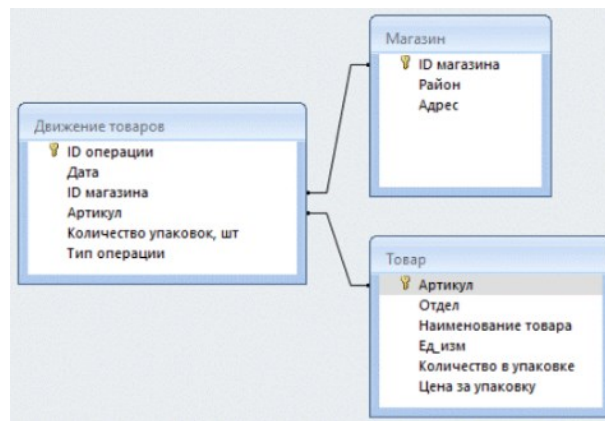 Движение товаров
ID операции
Дата
ID магазина
Артикул
Количество упаковок, шт
Тип операции
Магазин
ID магазина
Район
Адрес
Товар
Артикул
Отдел
Наименование товара
Ед_изм
Количество в упаковке
Цена за упаковку